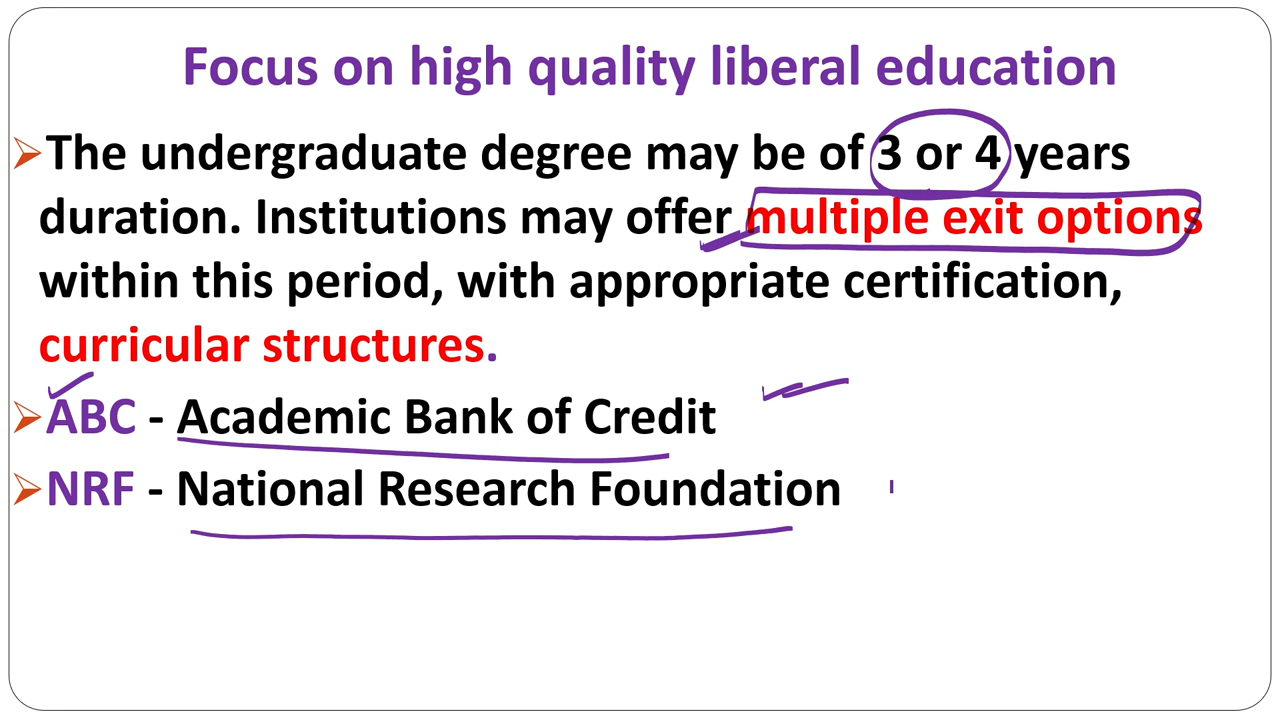 Focus on high quality liberal education
The undergraduate degree may be of 3 or 4 years
duration. Institutions may offer multiple exit options
within this period, with appropriate certification,
curricular structures.
ABC - Academic Bank of Credit
NRF - National Research Foundation